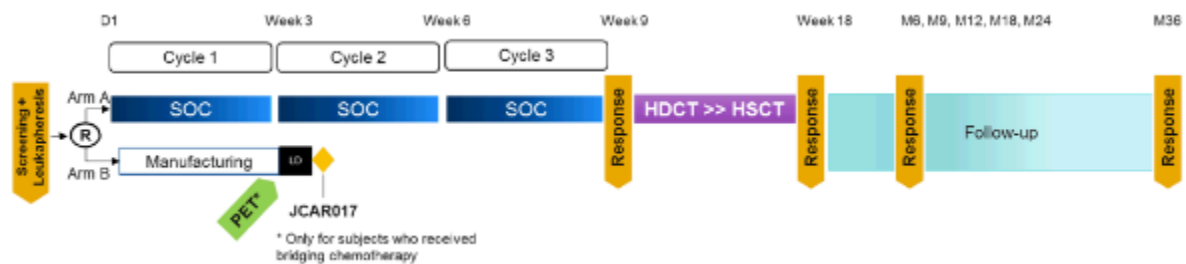 D1 Week 3 Week 6 Week 9 Week 18 M6, M9, M12, M18, M24 M36
Cycle 1 Cycle 2 Cycle 3
Screening +
Leukapheresis
R
Arm A
SOC SOC SOC
Response
HDCT >> HSCT
Response
Response
Follow-up
Response
Arm B
Manufacturing
LD
PET*
JCAR017
* Only for subjects who received
bridging chemotherapy